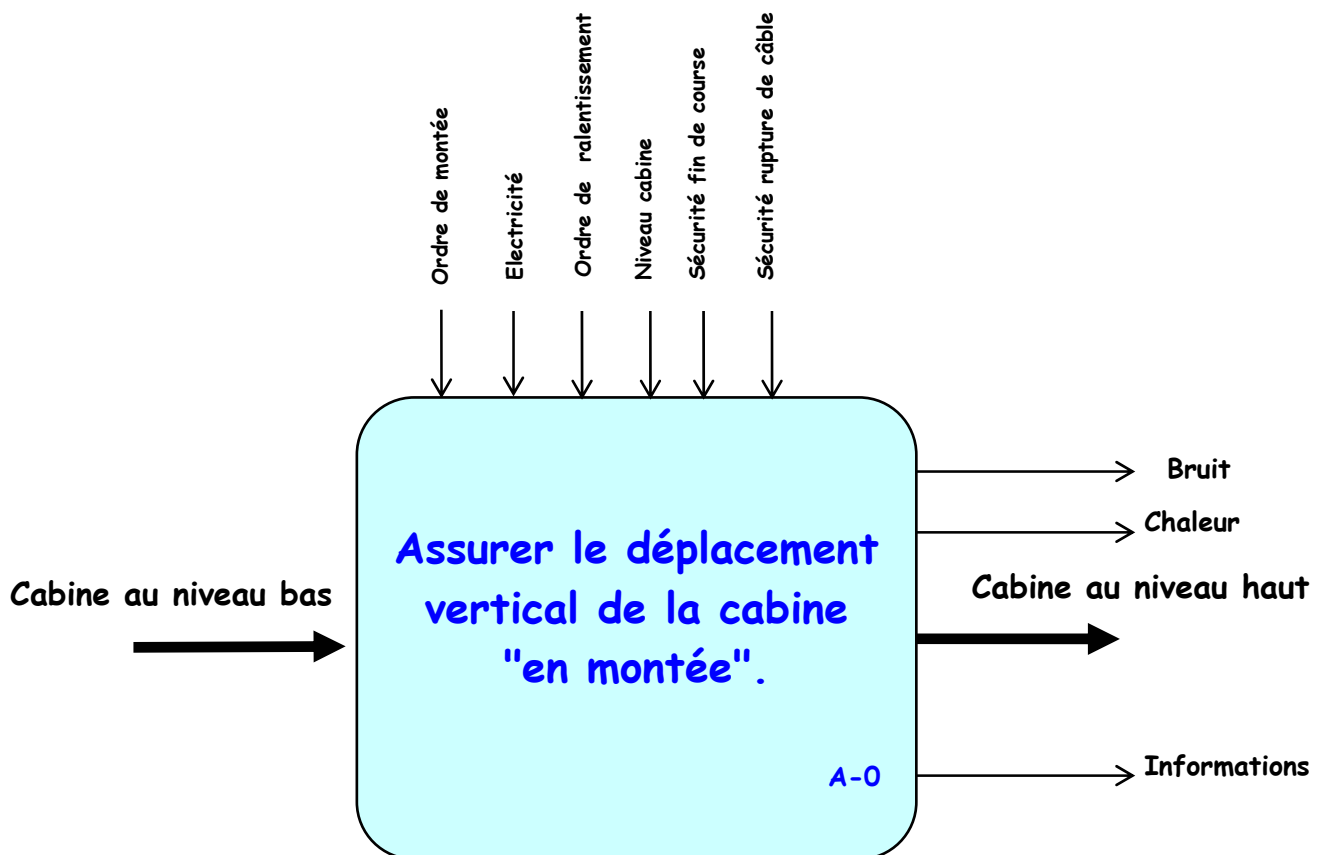 Ordre de montée
Electricité
Ordre de ralentissement
Niveau cabine
Sécurité fin de course
Sécurité rupture de câble
Bruit
Chaleur
Assurer le déplacement
vertical de la cabine
"en montée".
Cabine au niveau bas
Cabine au niveau haut
A-0
Informations